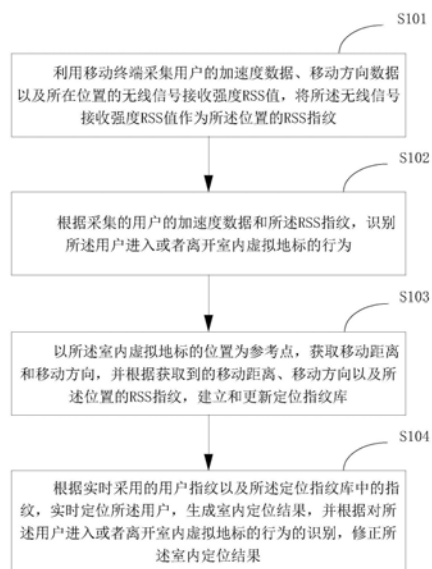 S101
利用移动终端采集用户的加速度数据、移动方向数据
以及所在位置的无线信号接收强度RSS值，将所述无线信号
接收强度RSS值作为所述位置的RSS指纹
S102
根据采集的用户的加速度数据和所述RSS指纹，识别
所述用户进入或者离开室内虚拟地标的行为
S103
以所述室内虚拟地标的位置为参考点，获取移动距离
和移动方向，并根据获取到的移动距离、移动方向以及所
述位置的RSS指纹，建立和更新定位指纹库
S104
根据实时采用的用户指纹以及所述定位指纹库中的指
纹，实时定位所述用户，生成室内定位结果，并根据对所
述用户进入或者离开室内虚拟地标的行为的识别，修正所
述室内定位结果